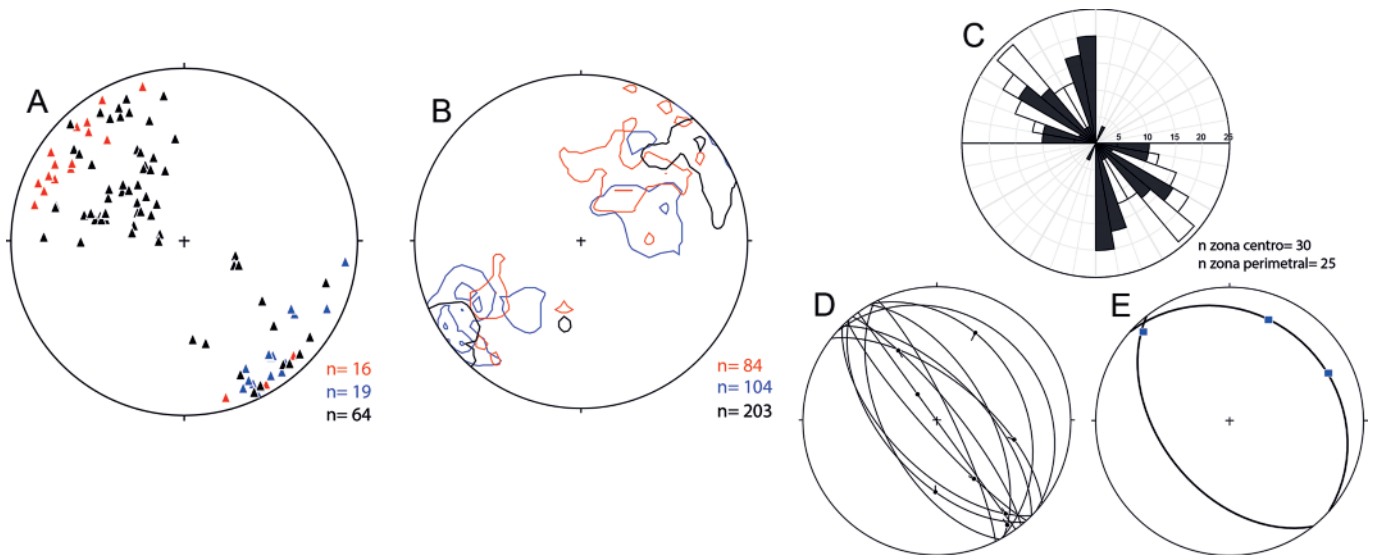 A
n= 16
n= 19
n= 64
B
n= 84
n= 104
n= 203
C
5 10 15 20 25
n zona centro= 30
n zona perimetral= 25
D
E